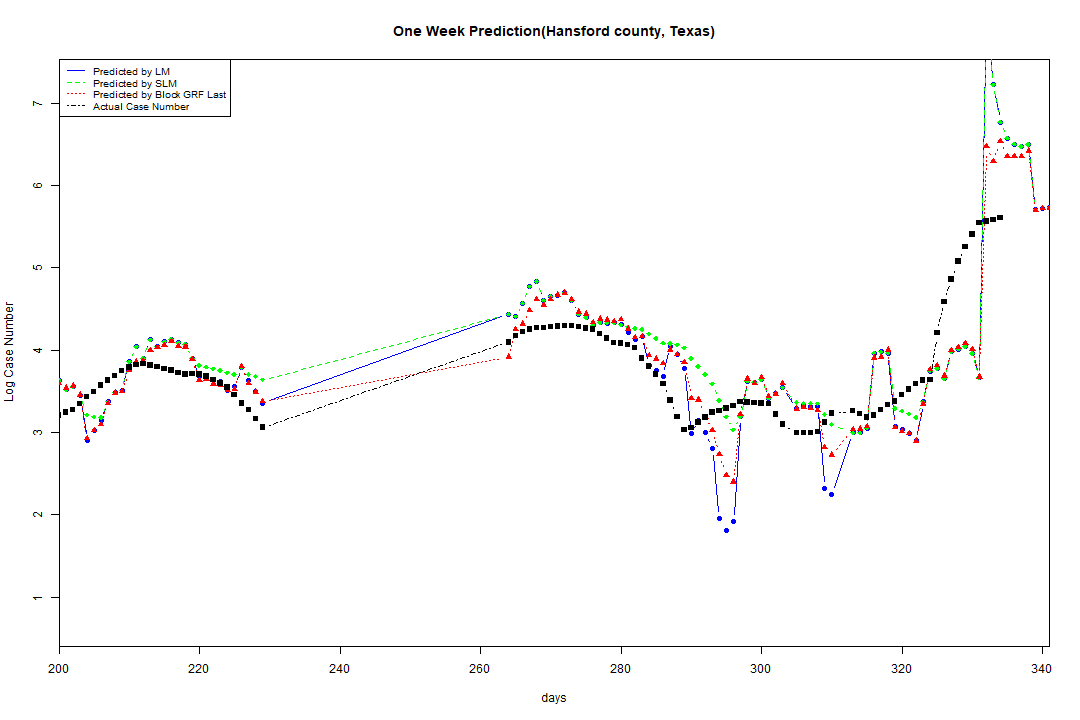 One Week Prediction(Hansford county, Texas)
Predicted by LM
Predicted by SLM
Predicted by Block GRF Last
Actual Case Number
7
6
5
4
3
2
1
Log Case Number
200 220 240 260 280 300 320 340
days